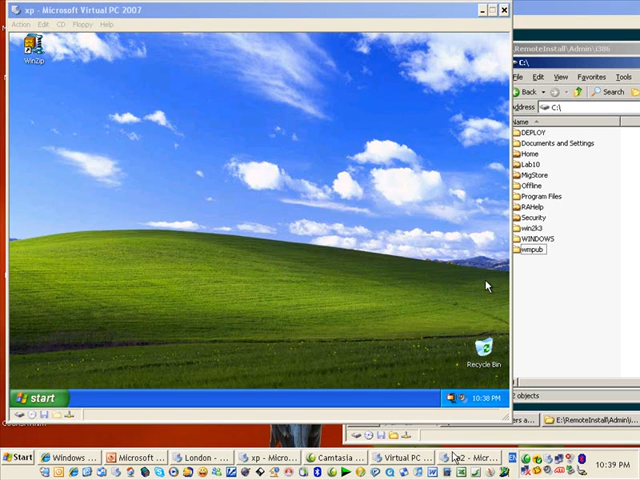 xp - Microsoft Virtual PC 2007
Action Edit CD Floppy Help
WinZip
Recycle Bin
start
10:38 PM
RemoteInstall\Admin\i386
C:\
File Edit View Favorites Tools
Back Search
Address C:\
Name
DEPLOY
Documents and Settings
Home
Lab10
MigStore
Offline
Program Files
RAHelp
Security
win2k3
WINDOWS
wmpub
2 objects
E:\RemoteInstall\Admin\...
Start
Windows ...
Microsoft ...
London - ...
xp - Micro...
Camtasia ...
Virtual PC ...
- Micr...
10:39 PM